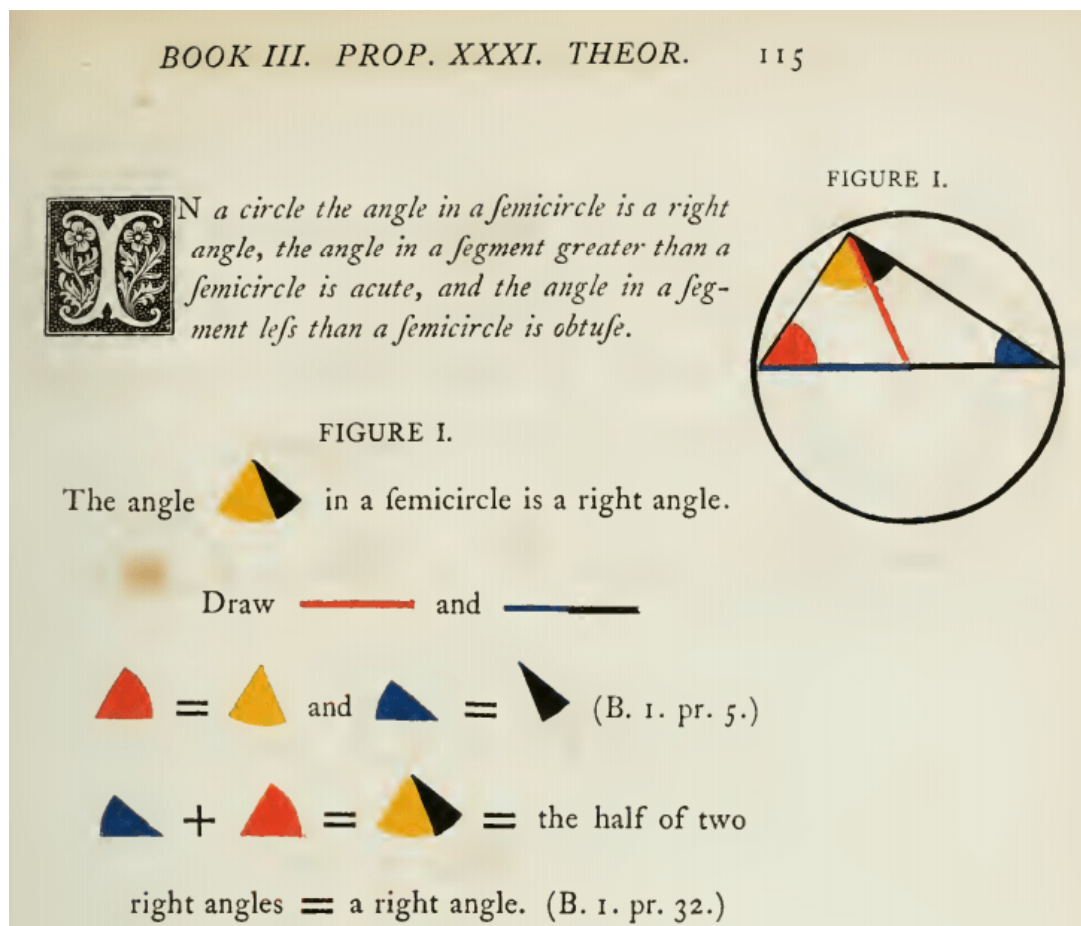 BOOK III. PROP. XXXI. THEOR. 115
IN a circle the angle in a ſemicircle is a right
angle, the angle in a ſegment greater than a
ſemicircle is acute, and the angle in a ſeg-
ment leſs than a ſemicircle is obtuſe.
FIGURE I.
FIGURE I.
The angle in a ſemicircle is a right angle.
Draw and
= and = (B. 1. pr. 5.)
+ = = the half of two
right angles = a right angle. (B. 1. pr. 32.)